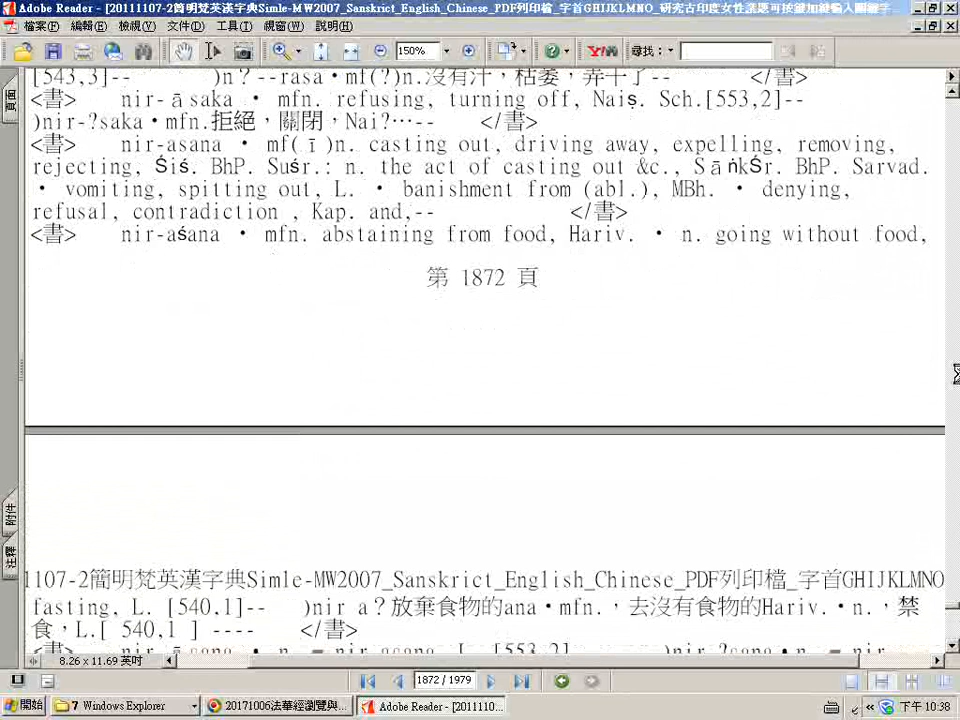 Adobe Reader - [20111107-2簡明梵英漢字典Simle-MW2007_Sanskrict_English_Chinese_PDF列印檔_字首GHIJKLMNO_研究古印度女性議題可按鍵加鍵輸入關鍵字...
檔案(F) 編輯(E) 檢視(V) 文件(D) 工具(T) 視窗(W) 說明(H)
150% 尋找：
頁面
[543,3]-- )n？--rasa‧mf(?)n.沒有汁，枯萎，弄干了-- </書>
<書> nir-āsaka ‧ mfn. refusing, turning off, Naiṣ. Sch.[553,2]--
)nir-?saka‧mfn.拒絕，關閉，Nai?…-- </書>
<書> nir-asana ‧ mf(ī)n. casting out, driving away, expelling, removing,
rejecting, Śiś. BhP. Suśr.: n. the act of casting out &c., SāṅkŚr. BhP. Sarvad.
‧ vomiting, spitting out, L. ‧ banishment from (abl.), MBh. ‧ denying,
refusal, contradiction , Kap. and,-- </書>
<書> nir-aśana ‧ mfn. abstaining from food, Hariv. ‧ n. going without food,
第 1872 頁
附件
注釋
1107-2簡明梵英漢字典Simle-MW2007_Sanskrict_English_Chinese_PDF列印檔_字首GHIJKLMNO
fasting, L. [540,1]-- )nir a？放棄食物的ana‧mfn.，去沒有食物的Hariv.‧n.，禁
食，L.[ 540,1 ] ---- </書>
8.26 x 11.69 英吋
1872 / 1979
開始 7 Windows Explorer 20171006法華經瀏覽與... Adobe Reader - [2011110... 下午 10:38